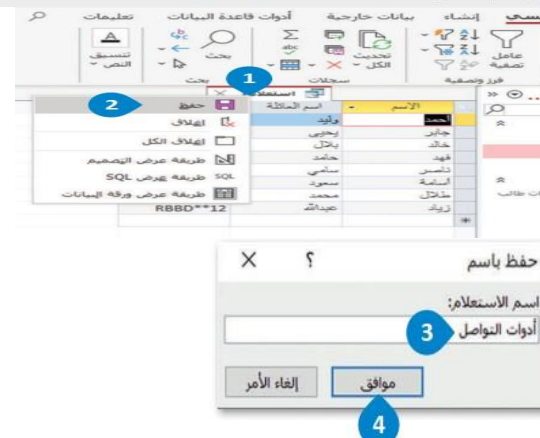 إنشاء بيانات خارجية أدوات قاعدة البيانات تعليمات
عامل تصفية
فرز وتصفية
تحديث الكل
سجلات
بحث
بحث
تنسيق النص
1
2
حفظ
إغلاق
إغلاق الكل
طريقة عرض التصميم
SQL طريقة عرض SQL
طريقة عرض ورقة البيانات
الاسم اسم العائلة
أحمد وليد
جابر يحيى
خالد بلال
فهد حامد
ناصر سامي
أسامة سعود
طلال محمد
زياد عبدالله RBBD**12
حفظ باسم ? X
اسم الاستعلام:
أدوات التواصل
3
موافق إلغاء الأمر
4